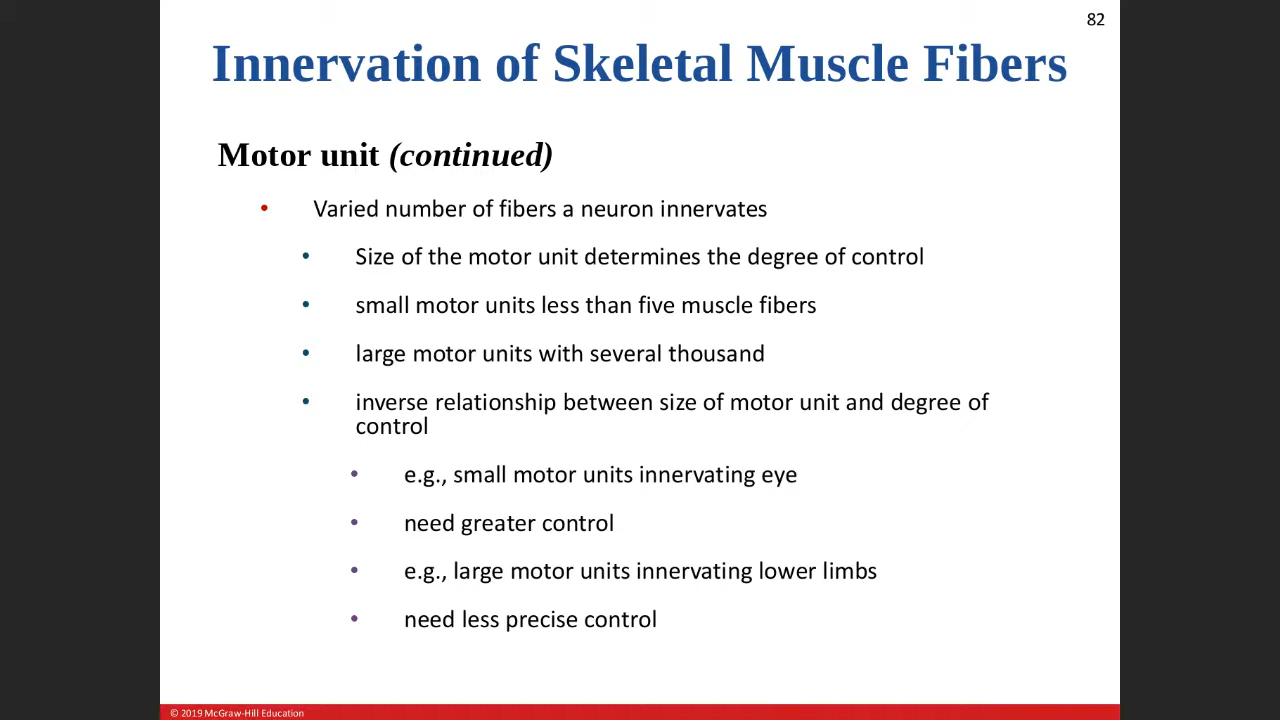 82
Innervation of Skeletal Muscle Fibers
Motor unit (continued)
• Varied number of fibers a neuron innervates
• Size of the motor unit determines the degree of control
• small motor units less than five muscle fibers
• large motor units with several thousand
• inverse relationship between size of motor unit and degree of
control
• e.g., small motor units innervating eye
• need greater control
• e.g., large motor units innervating lower limbs
• need less precise control
© 2019 McGraw-Hill Education